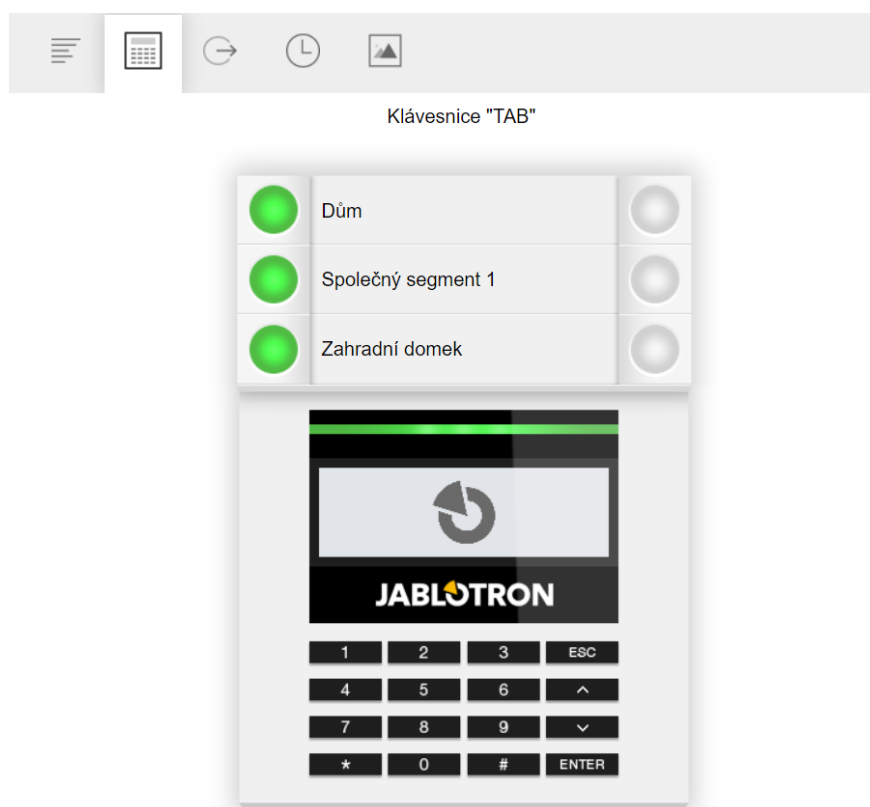 Klávesnice "TAB"
Dům
Společný segment 1
Zahradní domek
JABLOTRON
1 2 3 ESC
4 5 6
7 8 9
* 0 # ENTER